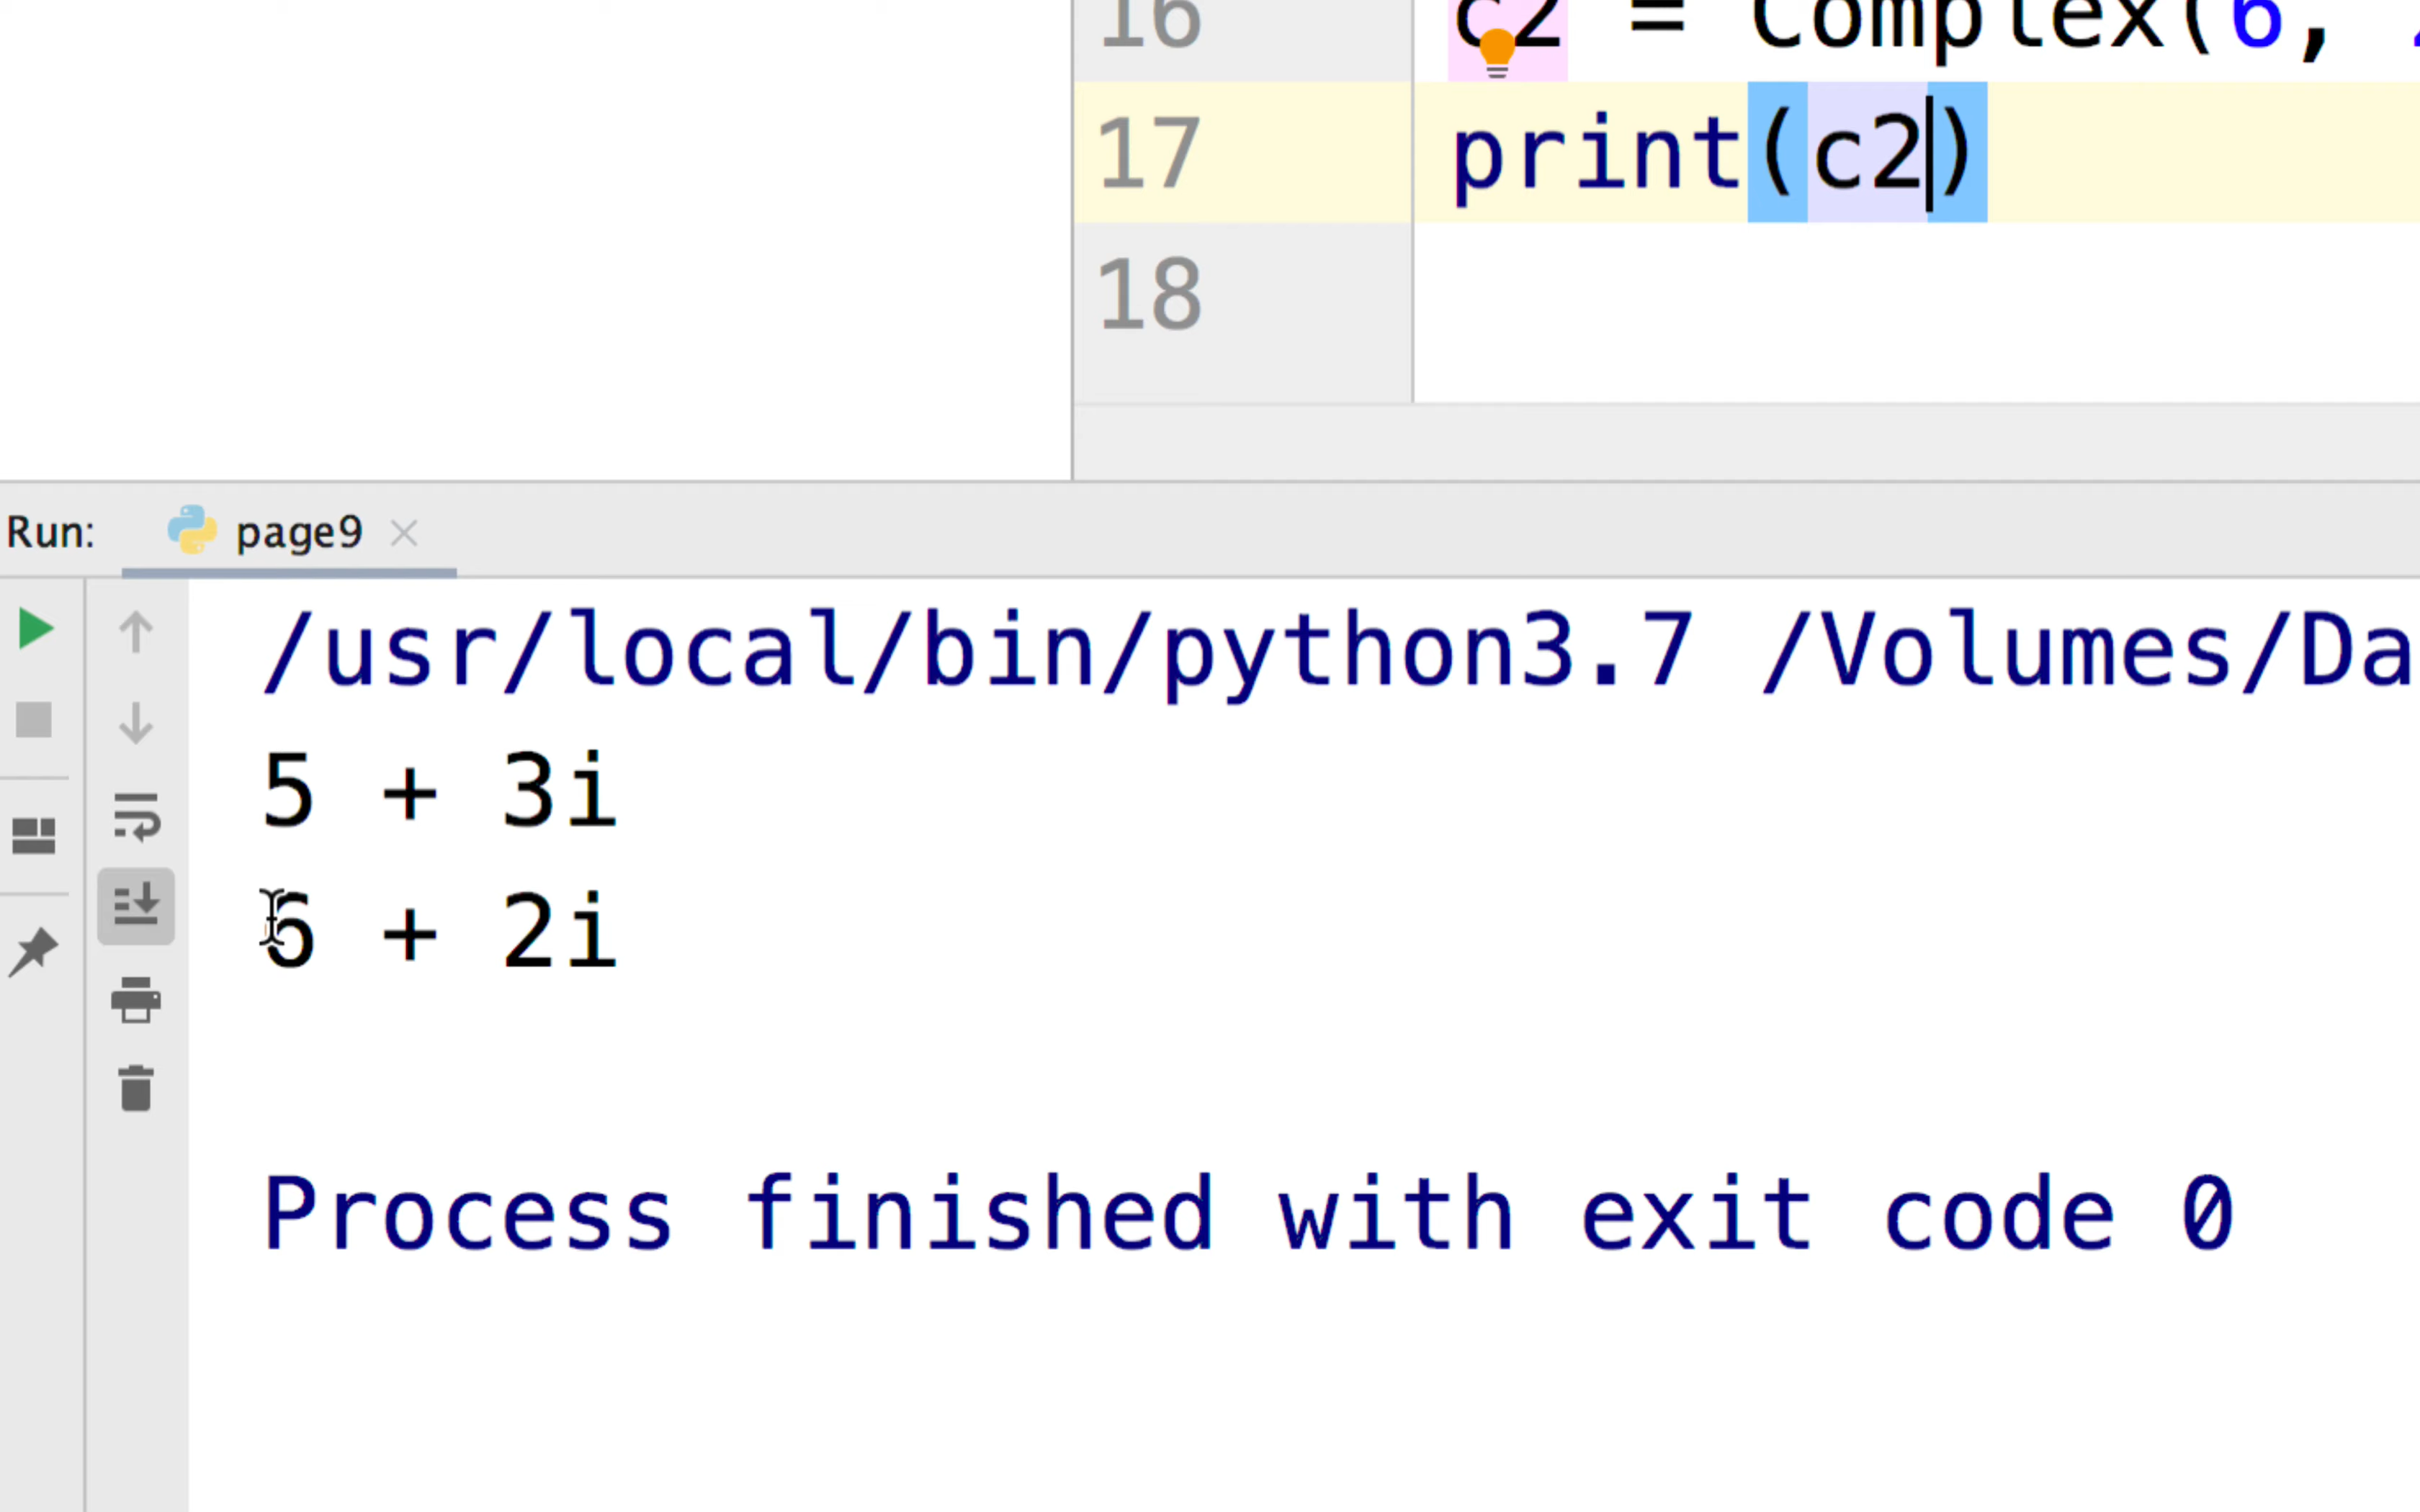 16 c2 = Complex(6,
17 print(c2)
18
Run: page9
/usr/local/bin/python3.7 /Volumes/Da
5 + 3i
6 + 2i
Process finished with exit code 0